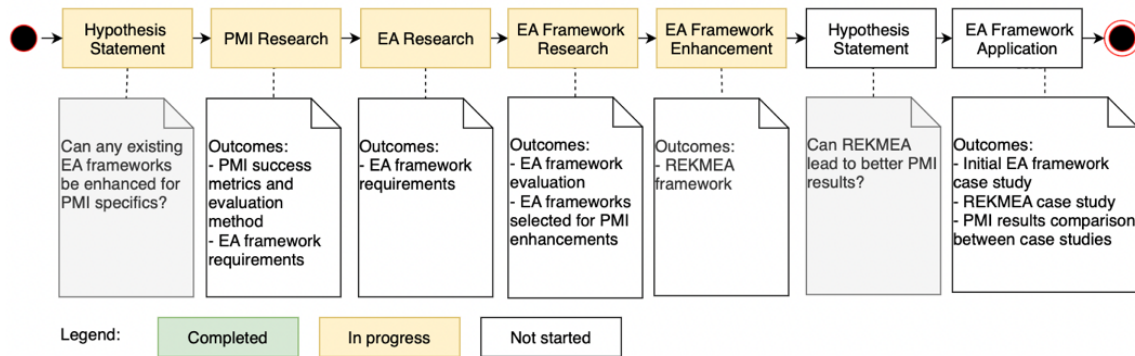 Hypothesis
Statement
PMI Research
EA Research
EA Framework
Research
EA Framework
Enhancement
Hypothesis
Statement
EA Framework
Application
Can any existing
EA frameworks
be enhanced for
PMI specifics?
Outcomes:
- PMI success
metrics and
evaluation
method
- EA framework
requirements
Outcomes:
- EA framework
requirements
Outcomes:
- EA framework
evaluation
- EA frameworks
selected for PMI
enhancements
Outcomes:
- REKMEA
framework
Can REKMEA
lead to better PMI
results?
Outcomes:
- Initial EA framework
case study
- REKMEA case study
- PMI results comparison
between case studies
Legend:
Completed
In progress
Not started